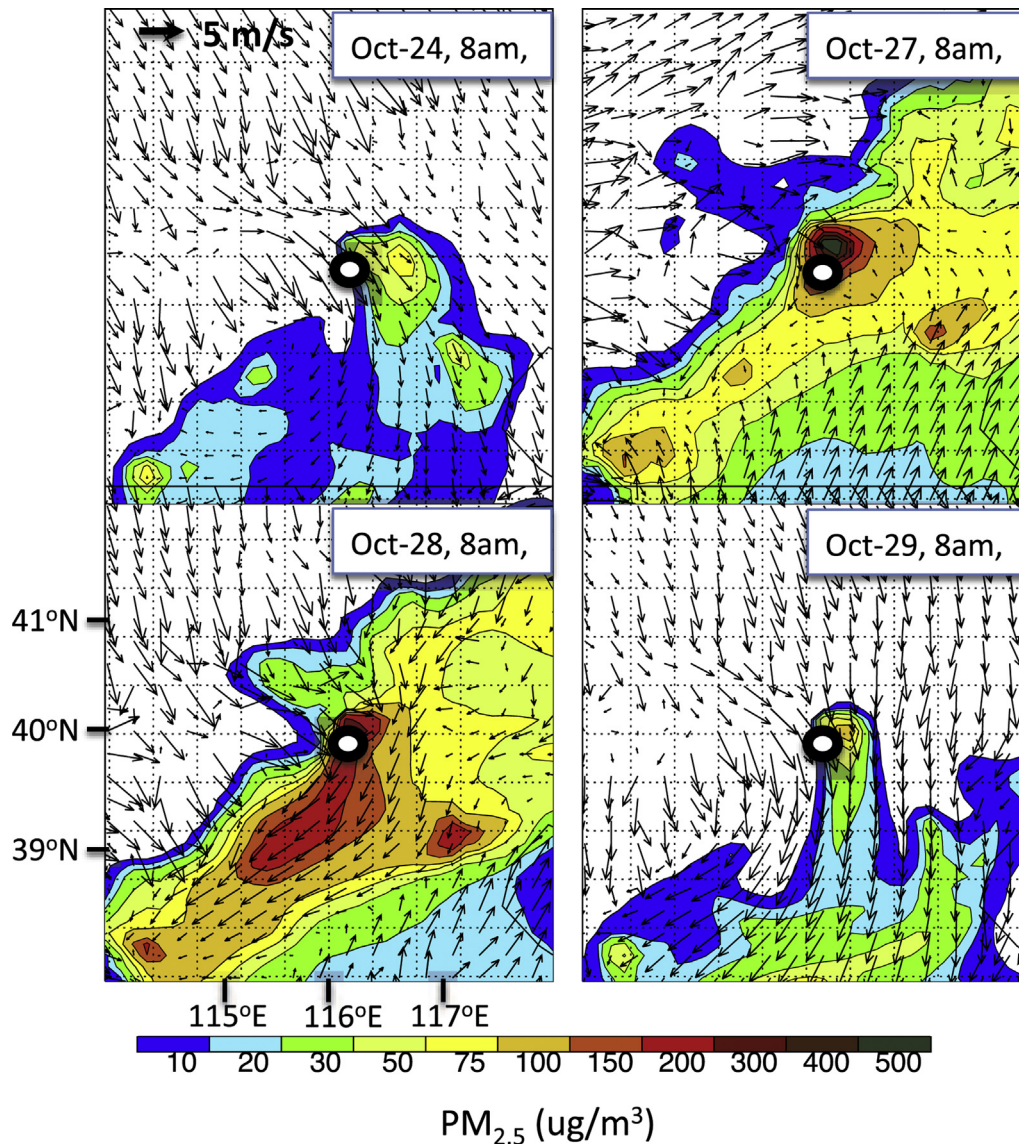 5 m/s
Oct-24, 8am,
Oct-27, 8am,
Oct-28, 8am,
Oct-29, 8am,
41°N
40°N
39°N
115°E 116°E 117°E
10 20 30 50 75 100 150 200 300 400 500
PM2.5 (ug/m³)